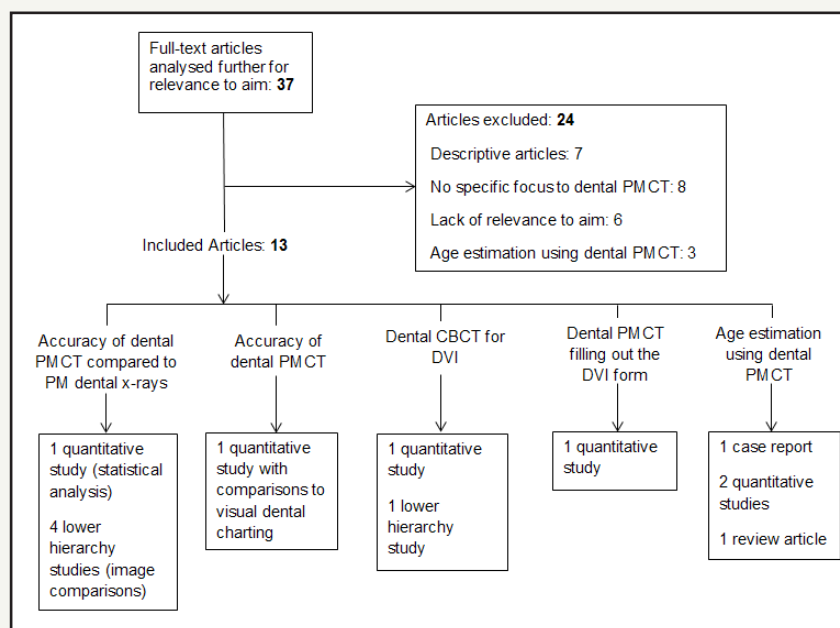 Full-text articles
analysed further for
relevance to aim: 37
Articles excluded: 24
Descriptive articles: 7
No specific focus to dental PMCT: 8
Lack of relevance to aim: 6
Age estimation using dental PMCT: 3
Included Articles: 13
Accuracy of dental
PMCT compared to
PM dental x-rays
Accuracy of
dental PMCT
Dental CBCT for
DVI
Dental PMCT
filling out the
DVI form
Age estimation
using dental
PMCT
1 quantitative
study (statistical
analysis)
4 lower
hierarchy
studies (image
comparisons)
1 quantitative
study with
comparisons to
visual dental
charting
1 quantitative
study
1 lower
hierarchy
study
1 quantitative
study
1 case report
2 quantitative
studies
1 review article